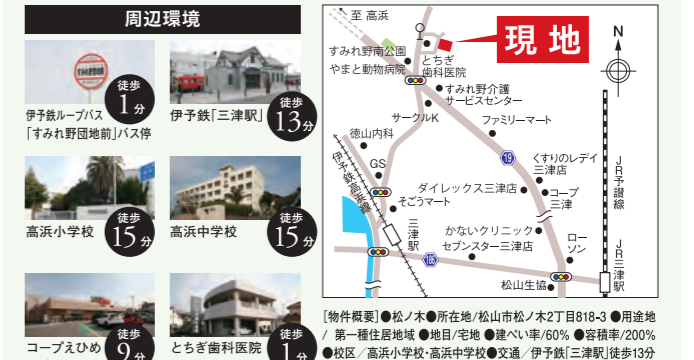 周辺環境
すみれ野団地前
徒歩
1分
伊予鉄ループバス
「すみれ野団地前」バス停
徒歩
13分
伊予鉄「三津駅」
徒歩
15分
高浜小学校
徒歩
15分
高浜中学校
徒歩
9分
コープえひめ
徒歩
1分
とちぎ歯科医院
至 高浜
現地
N
すみれ野南公園
やまと動物病院
とちぎ
歯科医院
すみれ野介護
サービスセンター
サークルK
ファミリーマート
徳山内科
19
くすりのレデイ
三津店
GS
伊予鉄高浜線
ダイレックス三津店
コープ
三津
そごうマート
三津駅
かないクリニック
セブンスター三津店
ローソン
186
松山生協
JR予讃線
JR三津駅
[物件概要]●松ノ木●所在地/松山市松ノ木2丁目818-3 ●用途地
/ 第一種住居地域 ●地目/宅地 ●建ぺい率/60% ●容積率/200%
●校区／高浜小学校・高浜中学校●交通／伊予鉄「三津駅」徒歩13分